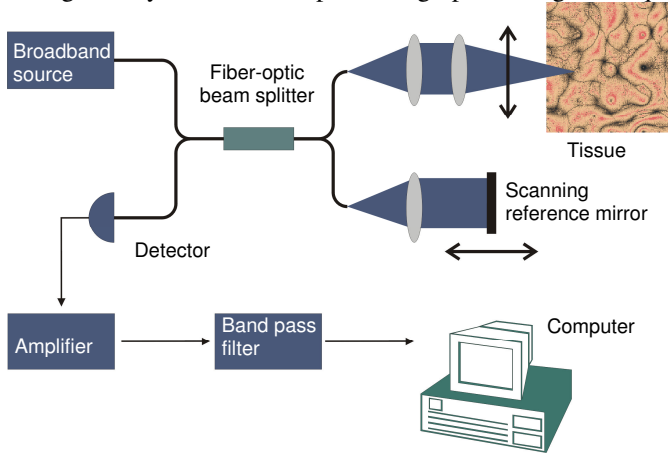 Broadband
source
Fiber-optic
beam splitter
Tissue
Scanning
reference mirror
Detector
Amplifier
Band pass
filter
Computer